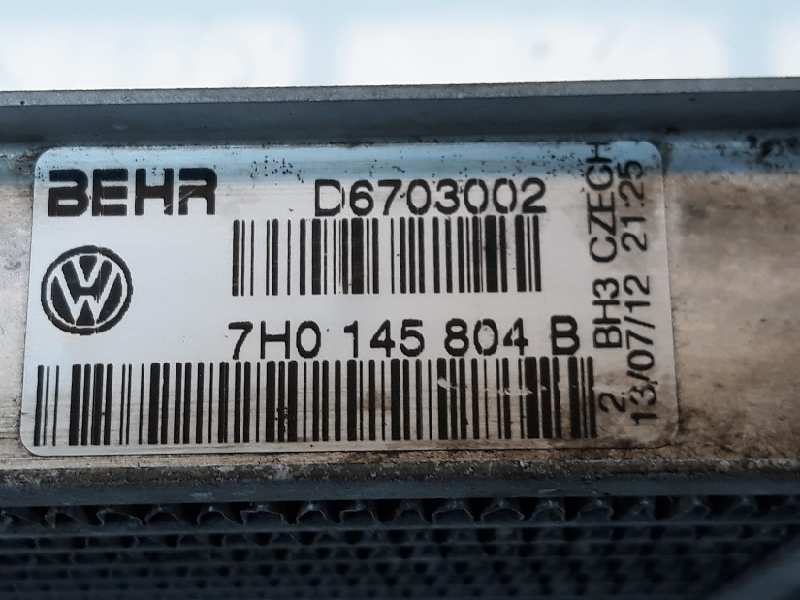 BEHR D6703002
7H0 145 804 B
2 BH3 CZECH
13/07/12 21:25